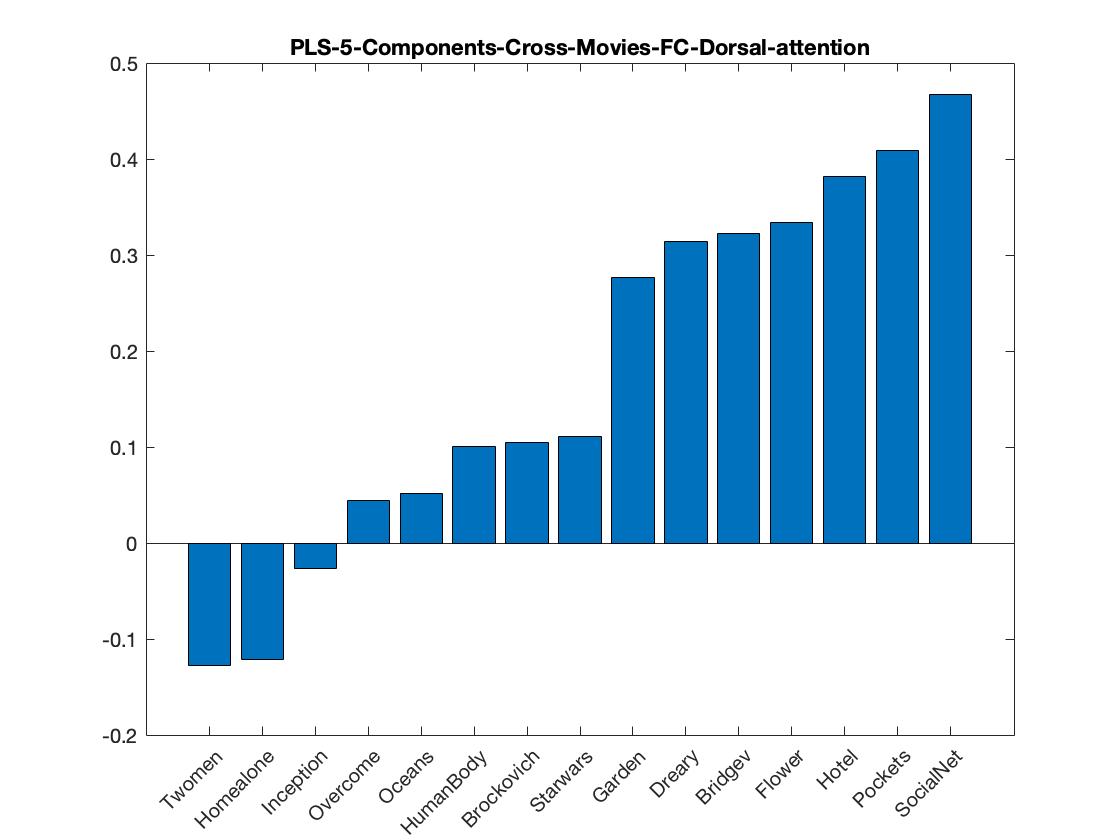 PLS-5-Components-Cross-Movies-FC-Dorsal-attention
0.5
0.4
0.3
0.2
0.1
0
-0.1
-0.2
Twomen
Homealone
Inception
Overcome
Oceans
HumanBody
Brockovich
Starwars
Garden
Dreary
Bridgev
Flower
Hotel
Pockets
SocialNet